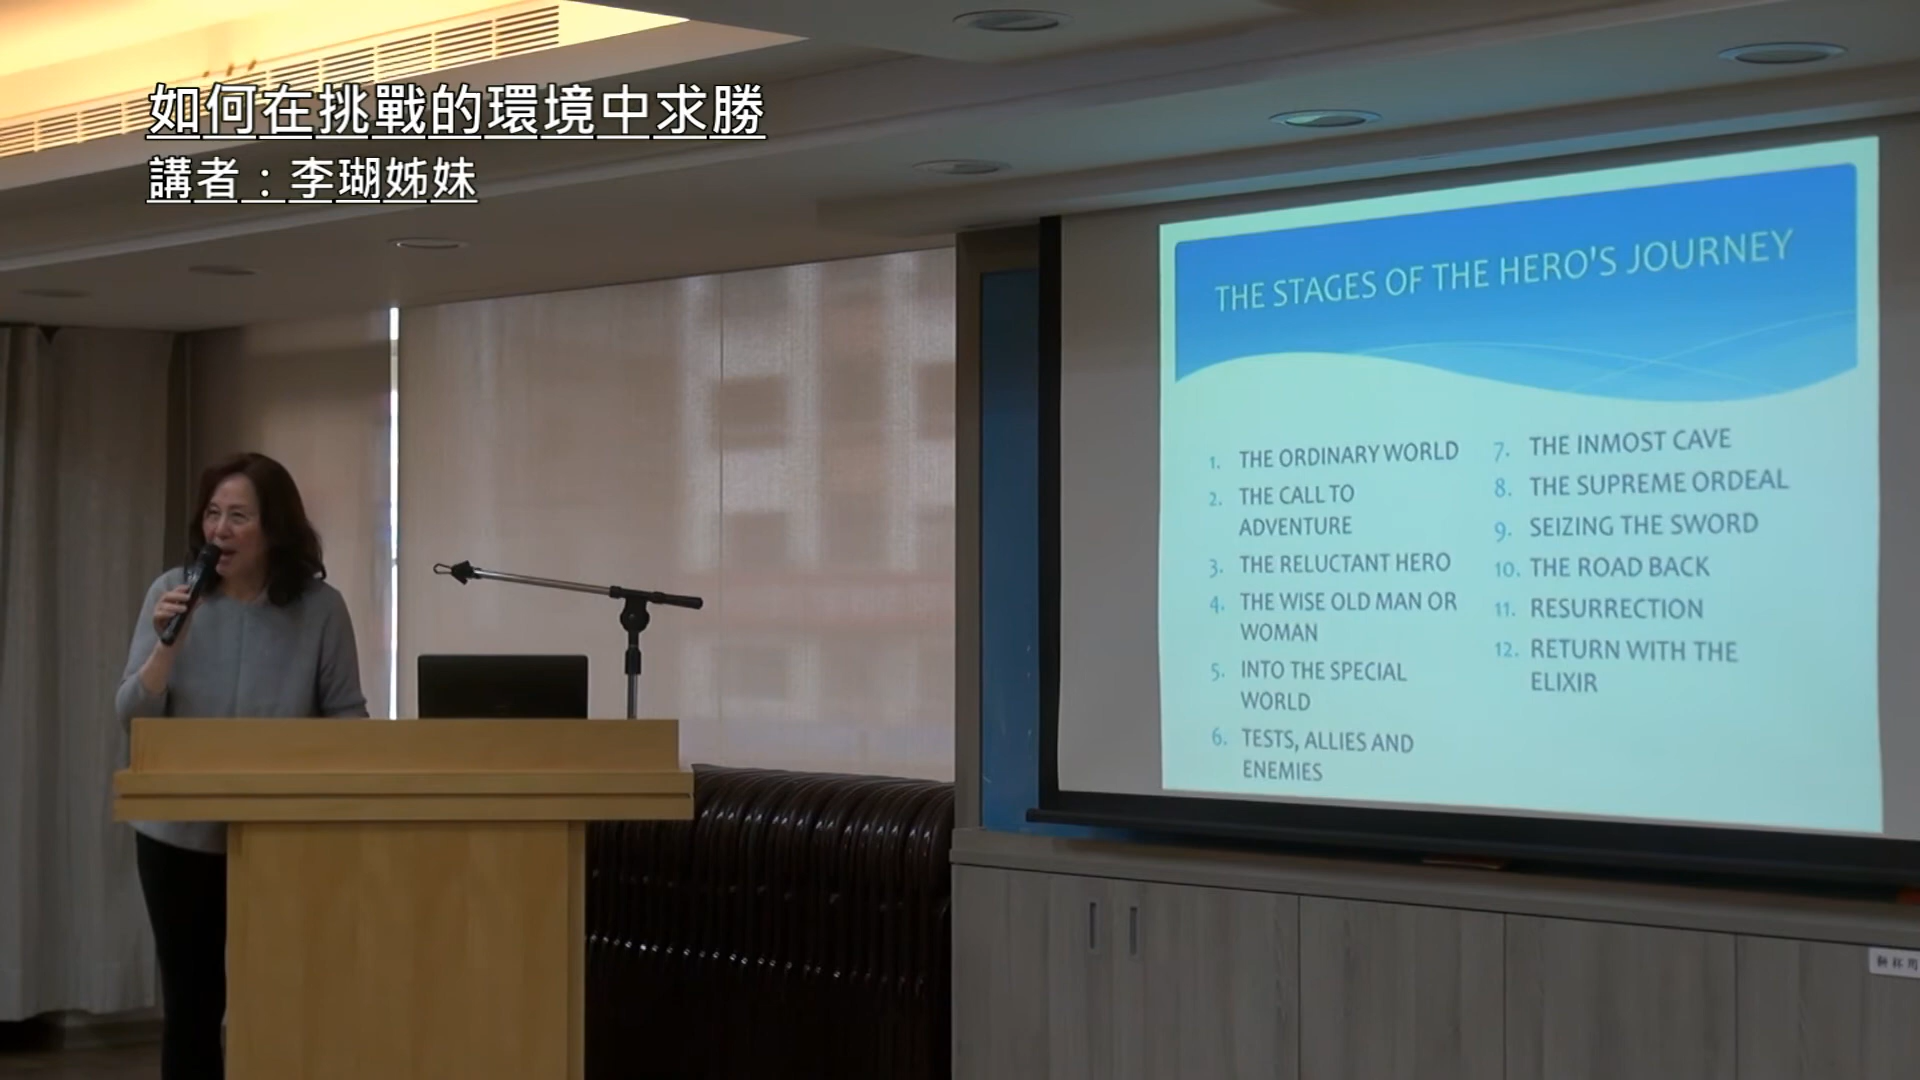 如何在挑戰的環境中求勝
講者：李瑚姊妹
THE STAGES OF THE HERO'S JOURNEY
1. THE ORDINARY WORLD
2. THE CALL TO
ADVENTURE
3. THE RELUCTANT HERO
4. THE WISE OLD MAN OR
WOMAN
5. INTO THE SPECIAL
WORLD
6. TESTS, ALLIES AND
ENEMIES
7. THE INMOST CAVE
8. THE SUPREME ORDEAL
9. SEIZING THE SWORD
10. THE ROAD BACK
11. RESURRECTION
12. RETURN WITH THE
ELIXIR